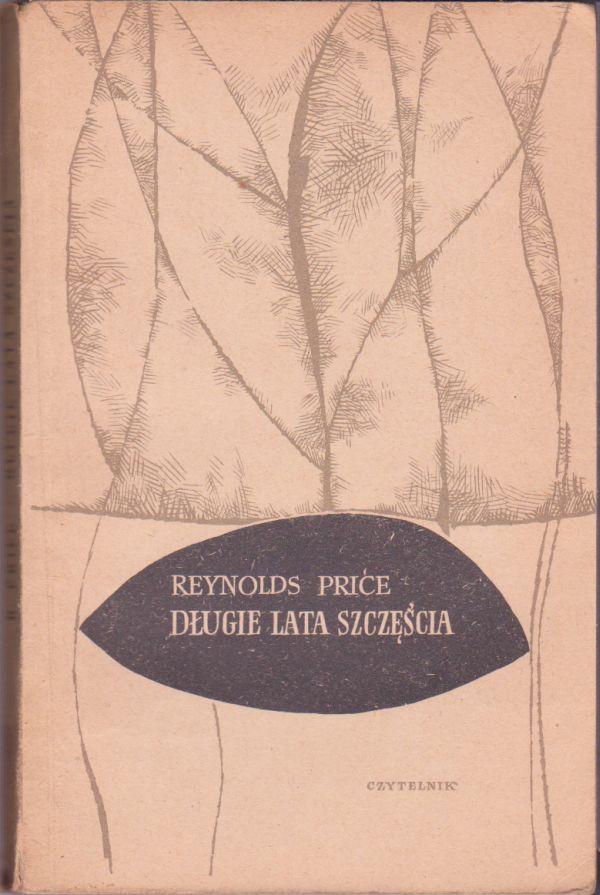 REYNOLDS PRICE
DŁUGIE LATA SZCZĘŚCIA
CZYTELNIK